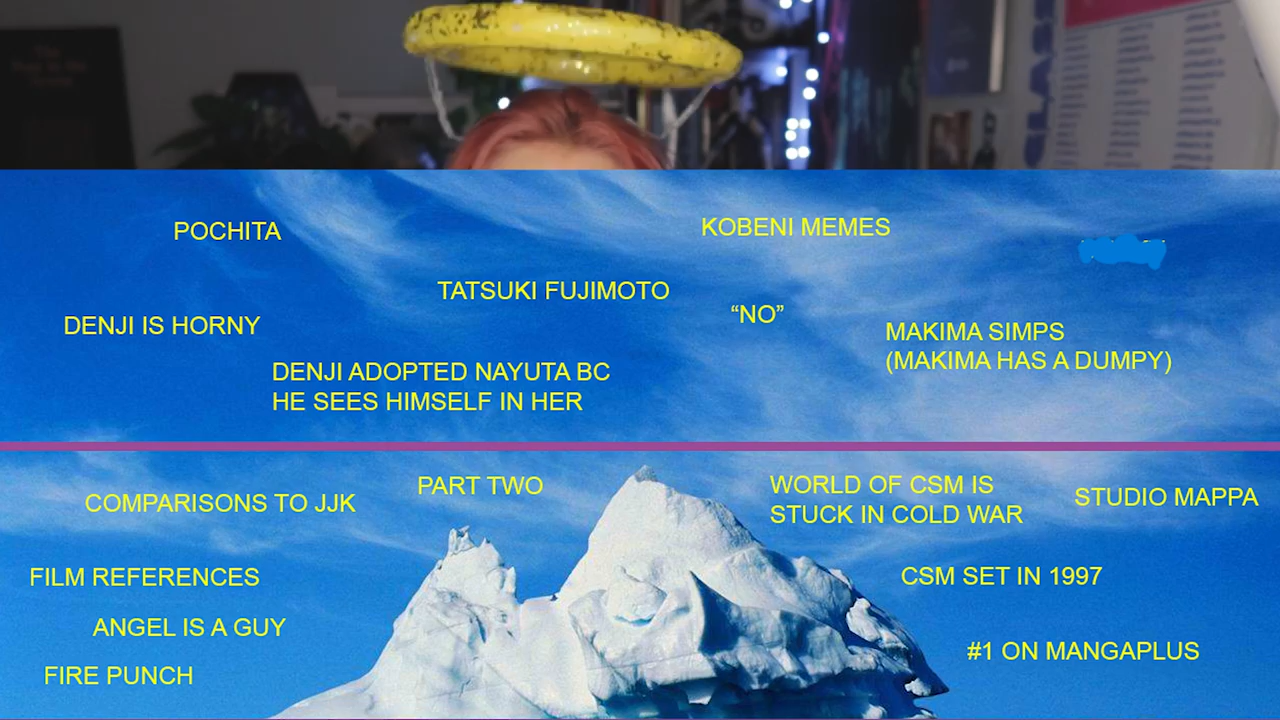 POCHITA
KOBENI MEMES
TATSUKI FUJIMOTO
“NO”
DENJI IS HORNY
MAKIMA SIMPS
(MAKIMA HAS A DUMPY)
DENJI ADOPTED NAYUTA BC
HE SEES HIMSELF IN HER
PART TWO
WORLD OF CSM IS
STUCK IN COLD WAR
STUDIO MAPPA
COMPARISONS TO JJK
FILM REFERENCES
CSM SET IN 1997
ANGEL IS A GUY
#1 ON MANGAPLUS
FIRE PUNCH